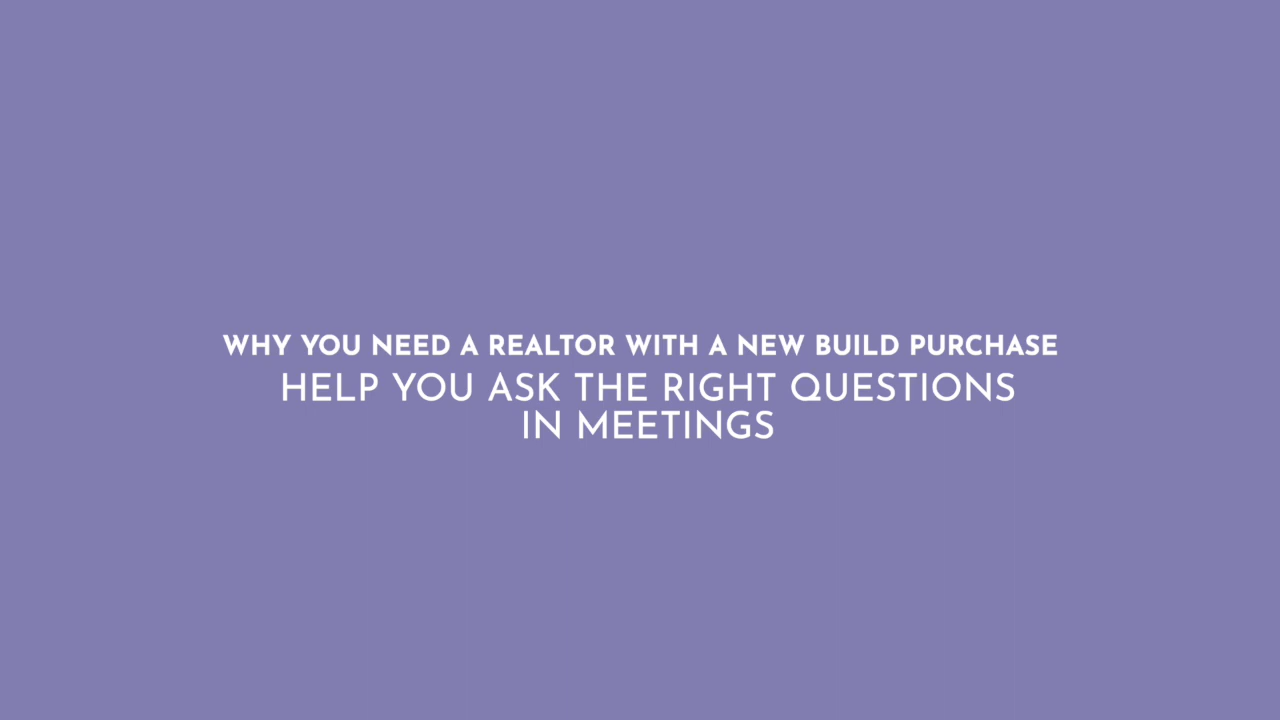 WHY YOU NEED A REALTOR WITH A NEW BUILD PURCHASE
HELP YOU ASK THE RIGHT QUESTIONS
IN MEETINGS